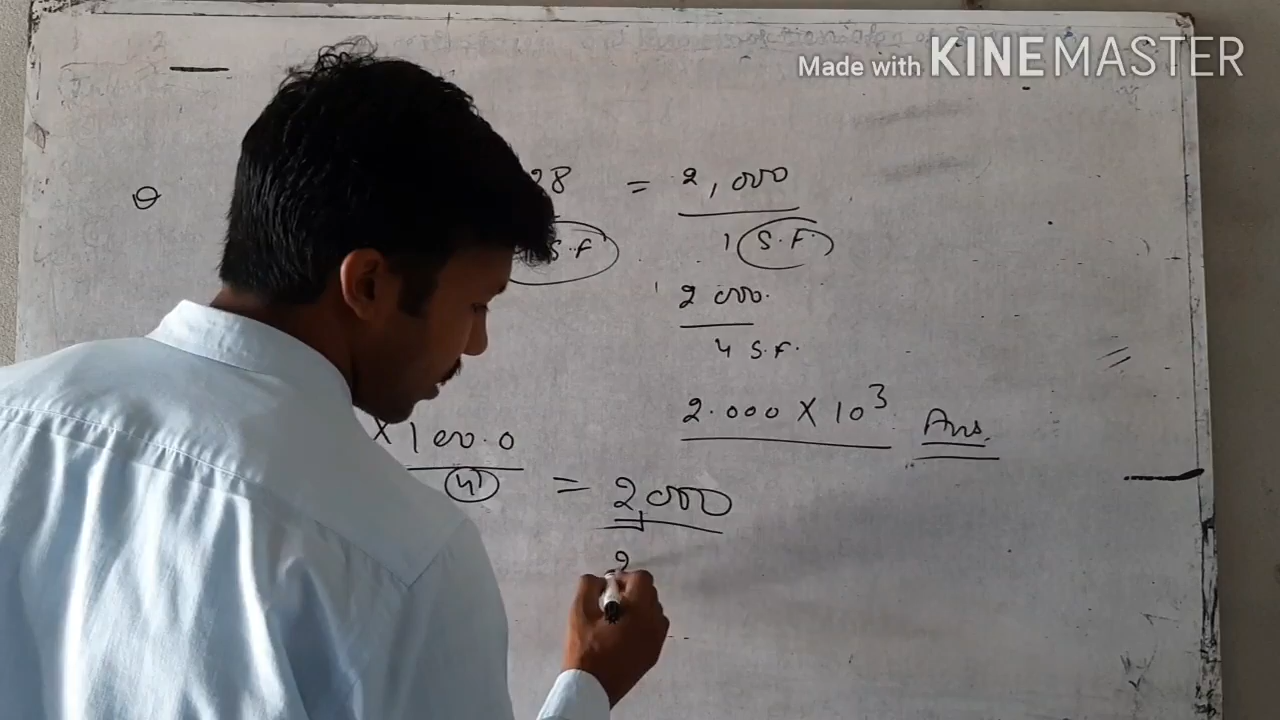 Made with KINEMASTER
Q 28 = 2,000
S.F. 1 S.F.
2 000.
4 S.F.
2.000 X 10³ Ans.
X 100.0 = 2,000
4
2